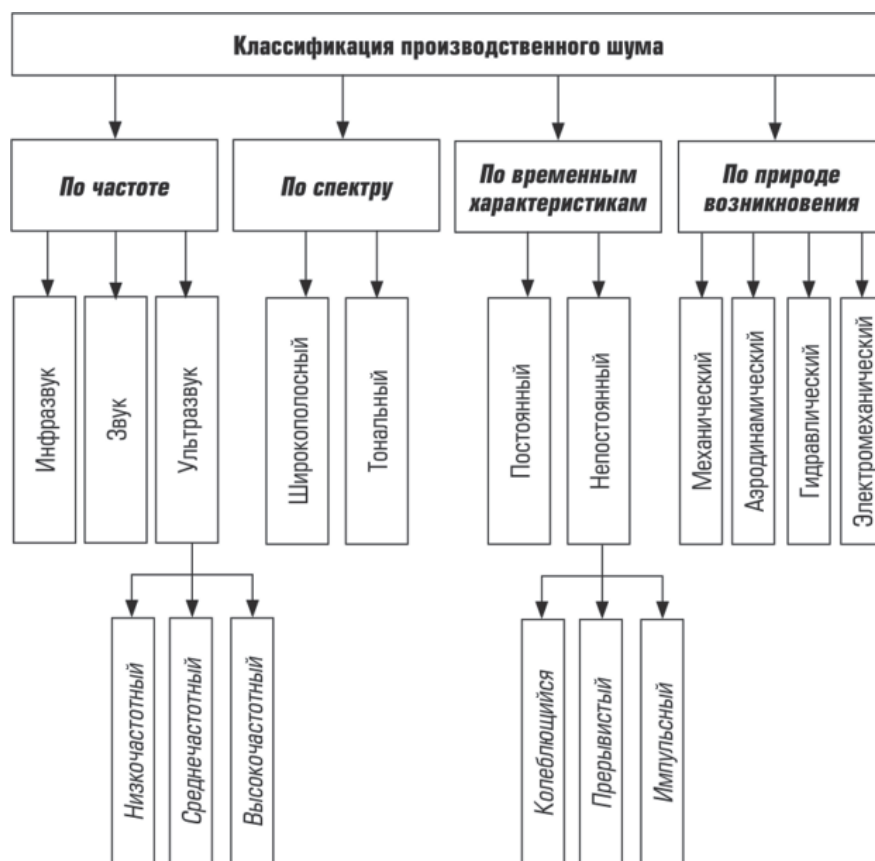 Классификация производственного шума
По частоте
По спектру
По временным
характеристикам
По природе
возникновения
Инфразвук
Звук
Ультразвук
Широкополосный
Тональный
Постоянный
Непостоянный
Механический
Аэродинамический
Гидравлический
Электромеханический
Низкочастотный
Среднечастотный
Высокочастотный
Колеблющийся
Прерывистый
Импульсный